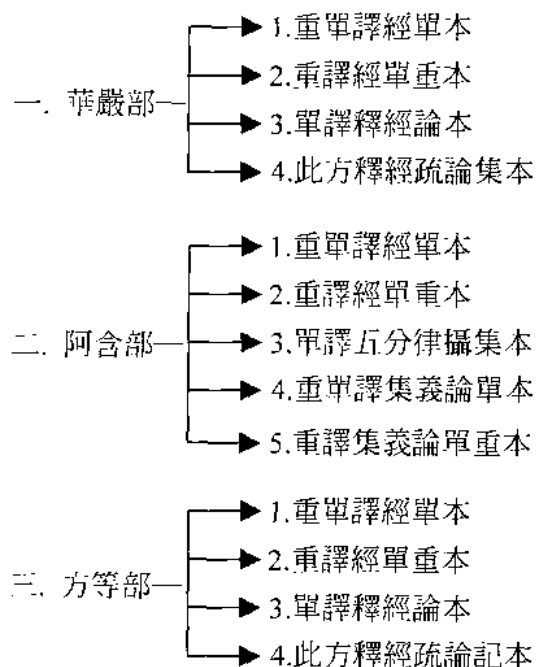 一. 華嚴部
1.重單譯經單本
2.重譯經單重本
3.單譯釋經論本
4.此方釋經疏論集本
二. 阿含部
1.重單譯經單本
2.重譯經單重本
3.單譯五分律攝集本
4.重單譯集義論單本
5.重譯集義論單重本
三. 方等部
1.重單譯經單本
2.重譯經單重本
3.單譯釋經論本
4.此方釋經疏論記本